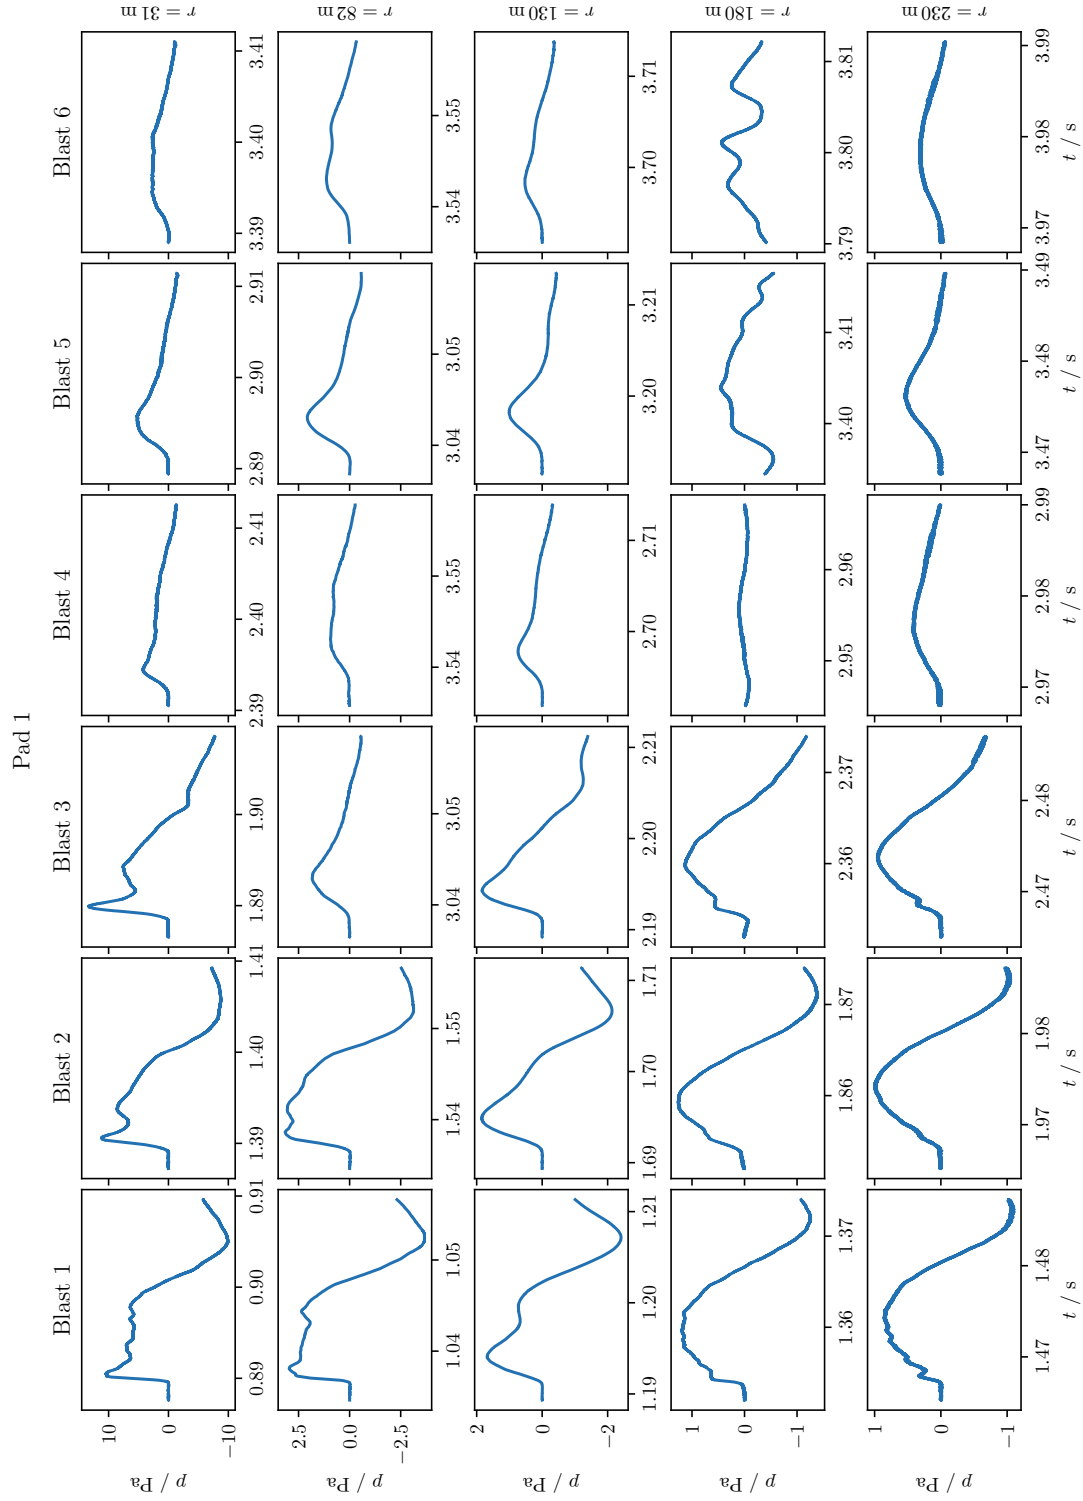 Pad 1
Blast 1 Blast 2 Blast 3 Blast 4 Blast 5 Blast 6
p / Pa
10
0
−10
r = 31 m
0.89 0.90 0.91 1.39 1.40 1.41 1.89 1.90 2.39 2.40 2.41 2.89 2.90 2.91 3.39 3.40 3.41
p / Pa
2.5
0.0
−2.5
r = 82 m
1.04 1.05 1.54 1.55 3.04 3.05 3.54 3.55 3.04 3.05 3.54 3.55
p / Pa
2
0
−2
r = 130 m
1.19 1.20 1.21 1.69 1.70 1.71 2.19 2.20 2.21 2.70 2.71 3.20 3.21 3.70 3.71
p / Pa
1
0
−1
r = 180 m
1.36 1.37 1.86 1.87 2.36 2.37 2.95 2.96 3.40 3.41 3.79 3.80 3.81
p / Pa
1
0
−1
r = 230 m
1.47 1.48 1.97 1.98 2.47 2.48 2.97 2.98 2.99 3.47 3.48 3.49 3.97 3.98 3.99
t / s t / s t / s t / s t / s t / s